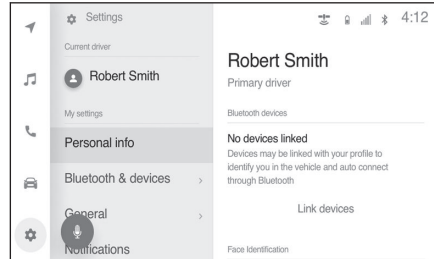 Settings
4:12
Current driver
Robert Smith
My settings
Personal info
Bluetooth & devices
General
Notifications
Robert Smith
Primary driver
Bluetooth devices
No devices linked
Devices may be linked with your profile to
identify you in the vehicle and auto connect
through Bluetooth
Link devices
Face Identification